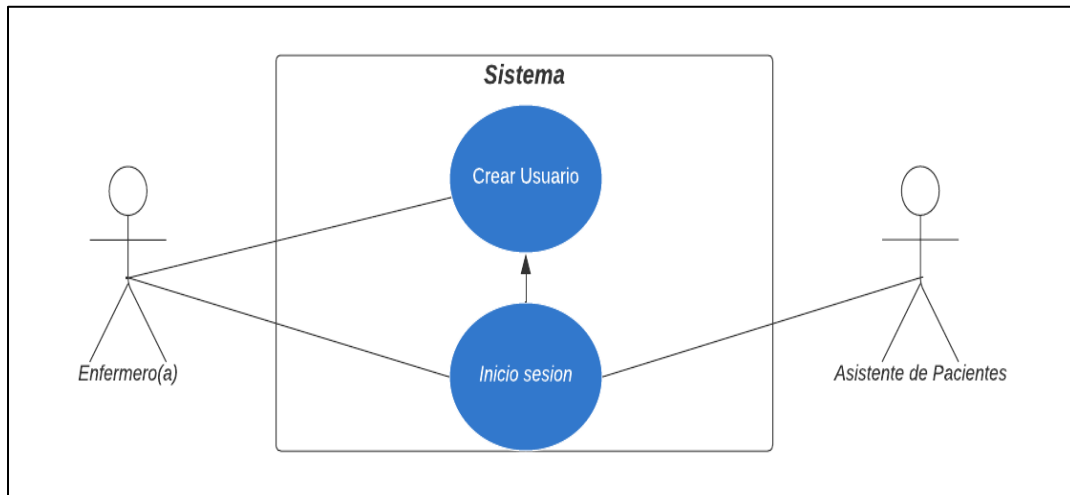 Sistema
Crear Usuario
Inicio sesion
Enfermero(a)
Asistente de Pacientes